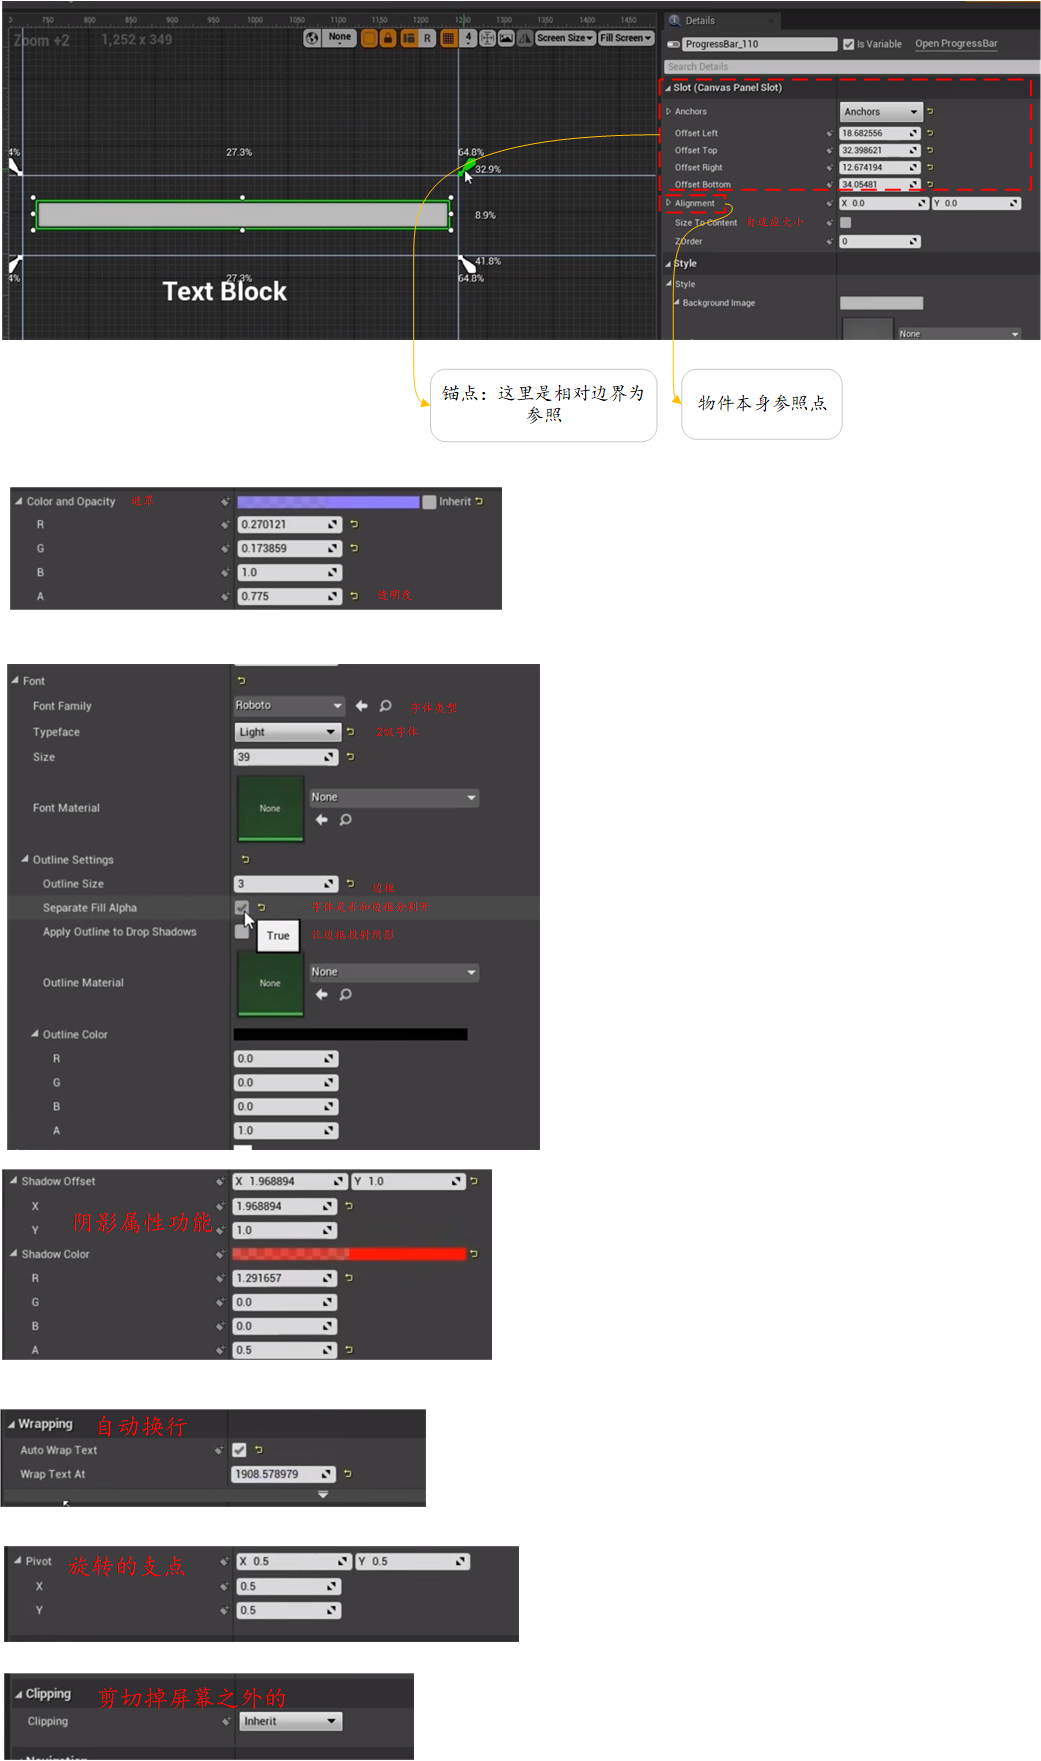 750 800 850 900 950 1000 1050 1100 1150 1200 1250 1300 1350 1400 1450
Zoom +2 1,252 x 349
None R 4 Screen Size Fill Screen
4% 27.3% 64.8%
32.9%
8.9%
41.8%
4% 27.3% 64.8%
Text Block
Details
ProgressBar_110 Is Variable Open ProgressBar
Search Details
Slot (Canvas Panel Slot)
Anchors Anchors
Offset Left 18.682556
Offset Top 32.398621
Offset Right 12.674194
Offset Bottom 34.05481
Alignment X 0.0 Y 0.0
Size To Content 自适应大小
ZOrder 0
Style
Style
Background Image
None
锚点：这里是相对边界为
参照
物件本身参照点
Color and Opacity 遮罩 Inherit
R 0.270121
G 0.173859
B 1.0
A 0.775 透明度
Font
Font Family Roboto 字体类型
Typeface Light 2级字体
Size 39
Font Material None None
Outline Settings
Outline Size 3 边框
Separate Fill Alpha 字体是否和边框分割开
Apply Outline to Drop Shadows True 让边框投射阴影
Outline Material None None
Outline Color
R 0.0
G 0.0
B 0.0
A 1.0
Shadow Offset X 1.968894 Y 1.0
X 1.968894
阴影属性功能
Y 1.0
Shadow Color
R 1.291657
G 0.0
B 0.0
A 0.5
Wrapping 自动换行
Auto Wrap Text
Wrap Text At 1908.578979
Pivot 旋转的支点 X 0.5 Y 0.5
X 0.5
Y 0.5
Clipping 剪切掉屏幕之外的
Clipping Inherit
Navigation